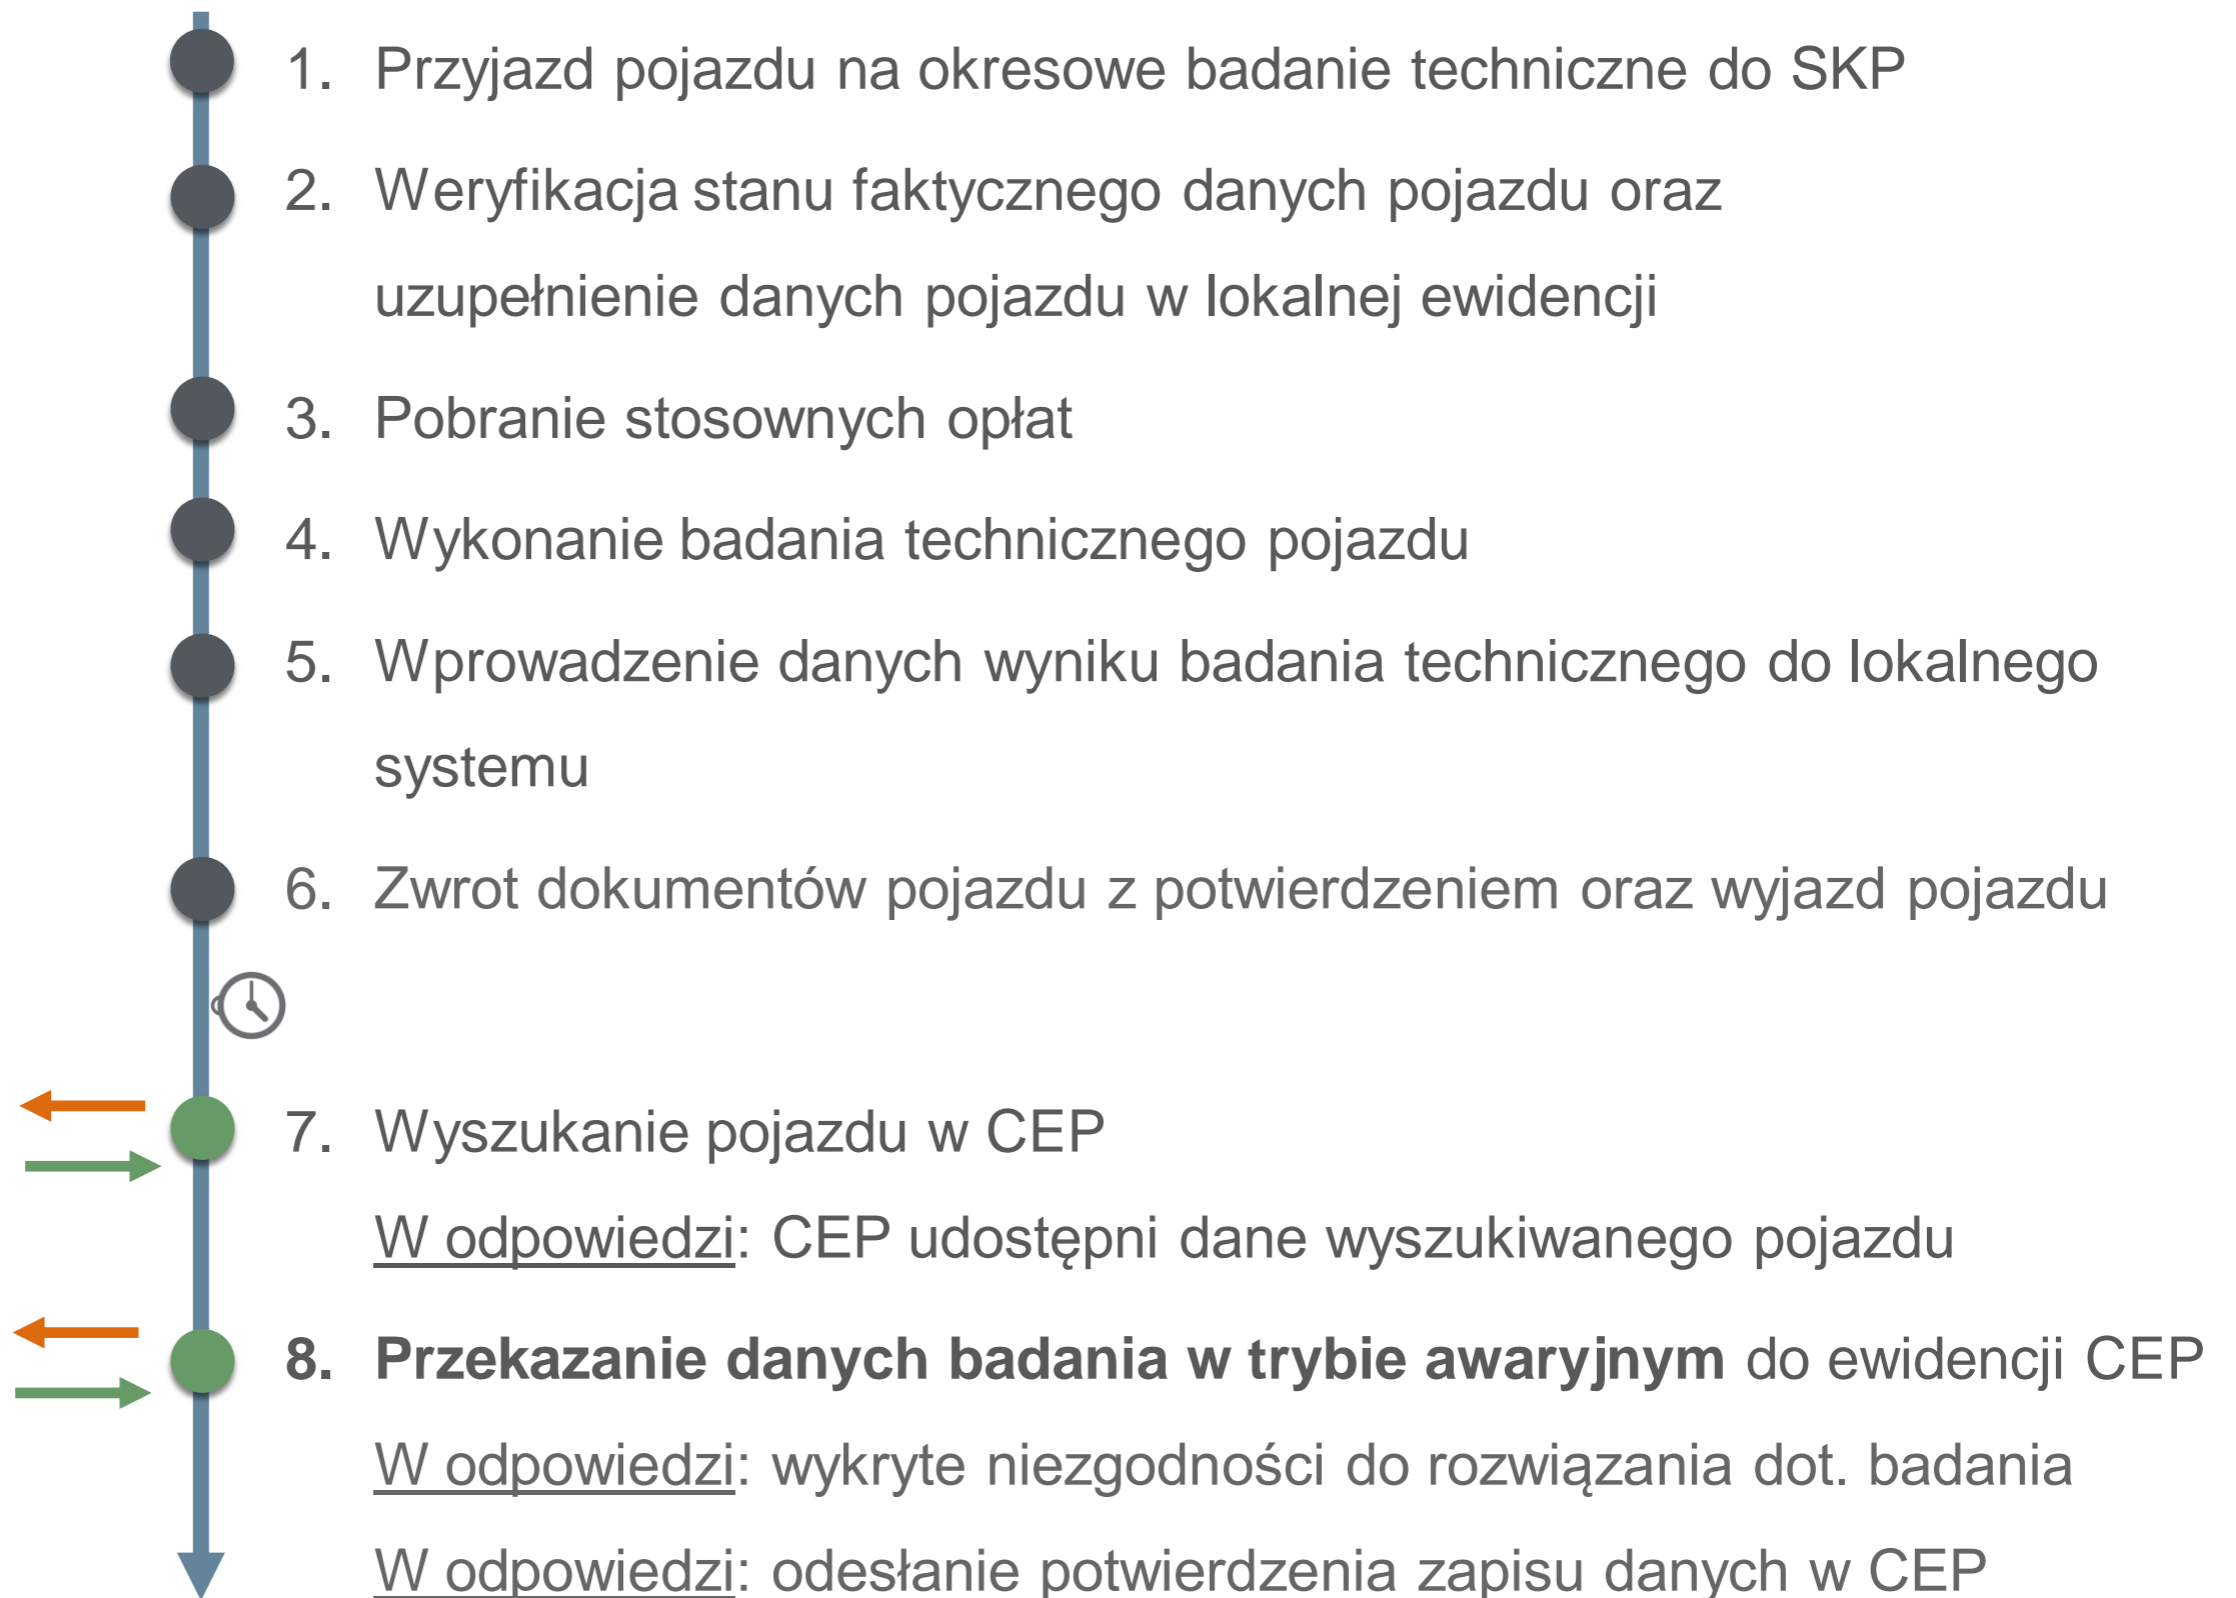 1. Przyjazd pojazdu na okresowe badanie techniczne do SKP
2. Weryfikacja stanu faktycznego danych pojazdu oraz
uzupełnienie danych pojazdu w lokalnej ewidencji
3. Pobranie stosownych opłat
4. Wykonanie badania technicznego pojazdu
5. Wprowadzenie danych wyniku badania technicznego do lokalnego
systemu
6. Zwrot dokumentów pojazdu z potwierdzeniem oraz wyjazd pojazdu
7. Wyszukanie pojazdu w CEP
W odpowiedzi: CEP udostępni dane wyszukiwanego pojazdu
8. Przekazanie danych badania w trybie awaryjnym do ewidencji CEP
W odpowiedzi: wykryte niezgodności do rozwiązania dot. badania
W odpowiedzi: odesłanie potwierdzenia zapisu danych w CEP